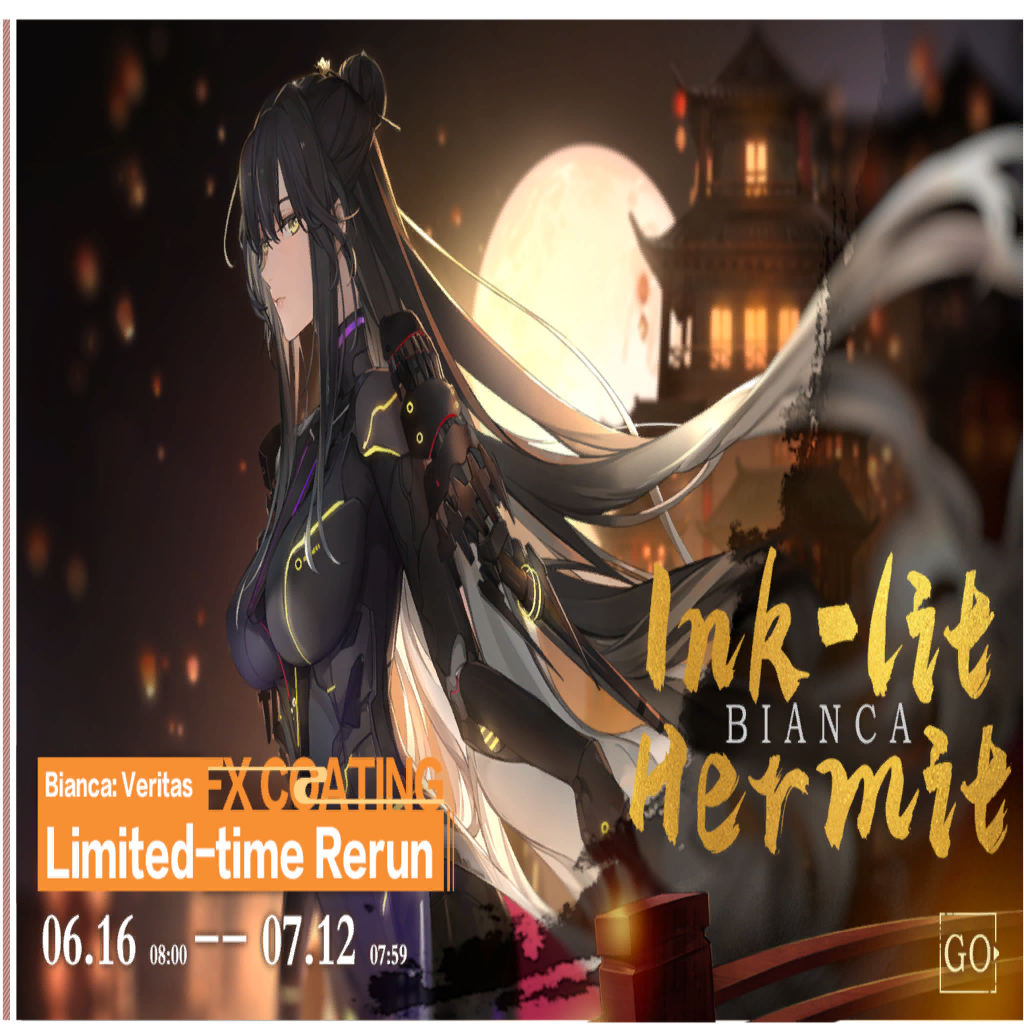 Ink-lit
BIANCA
Hermit
Bianca: Veritas FX COATING
Limited-time Rerun
06.16 08:00 -- 07.12 07:59
GO